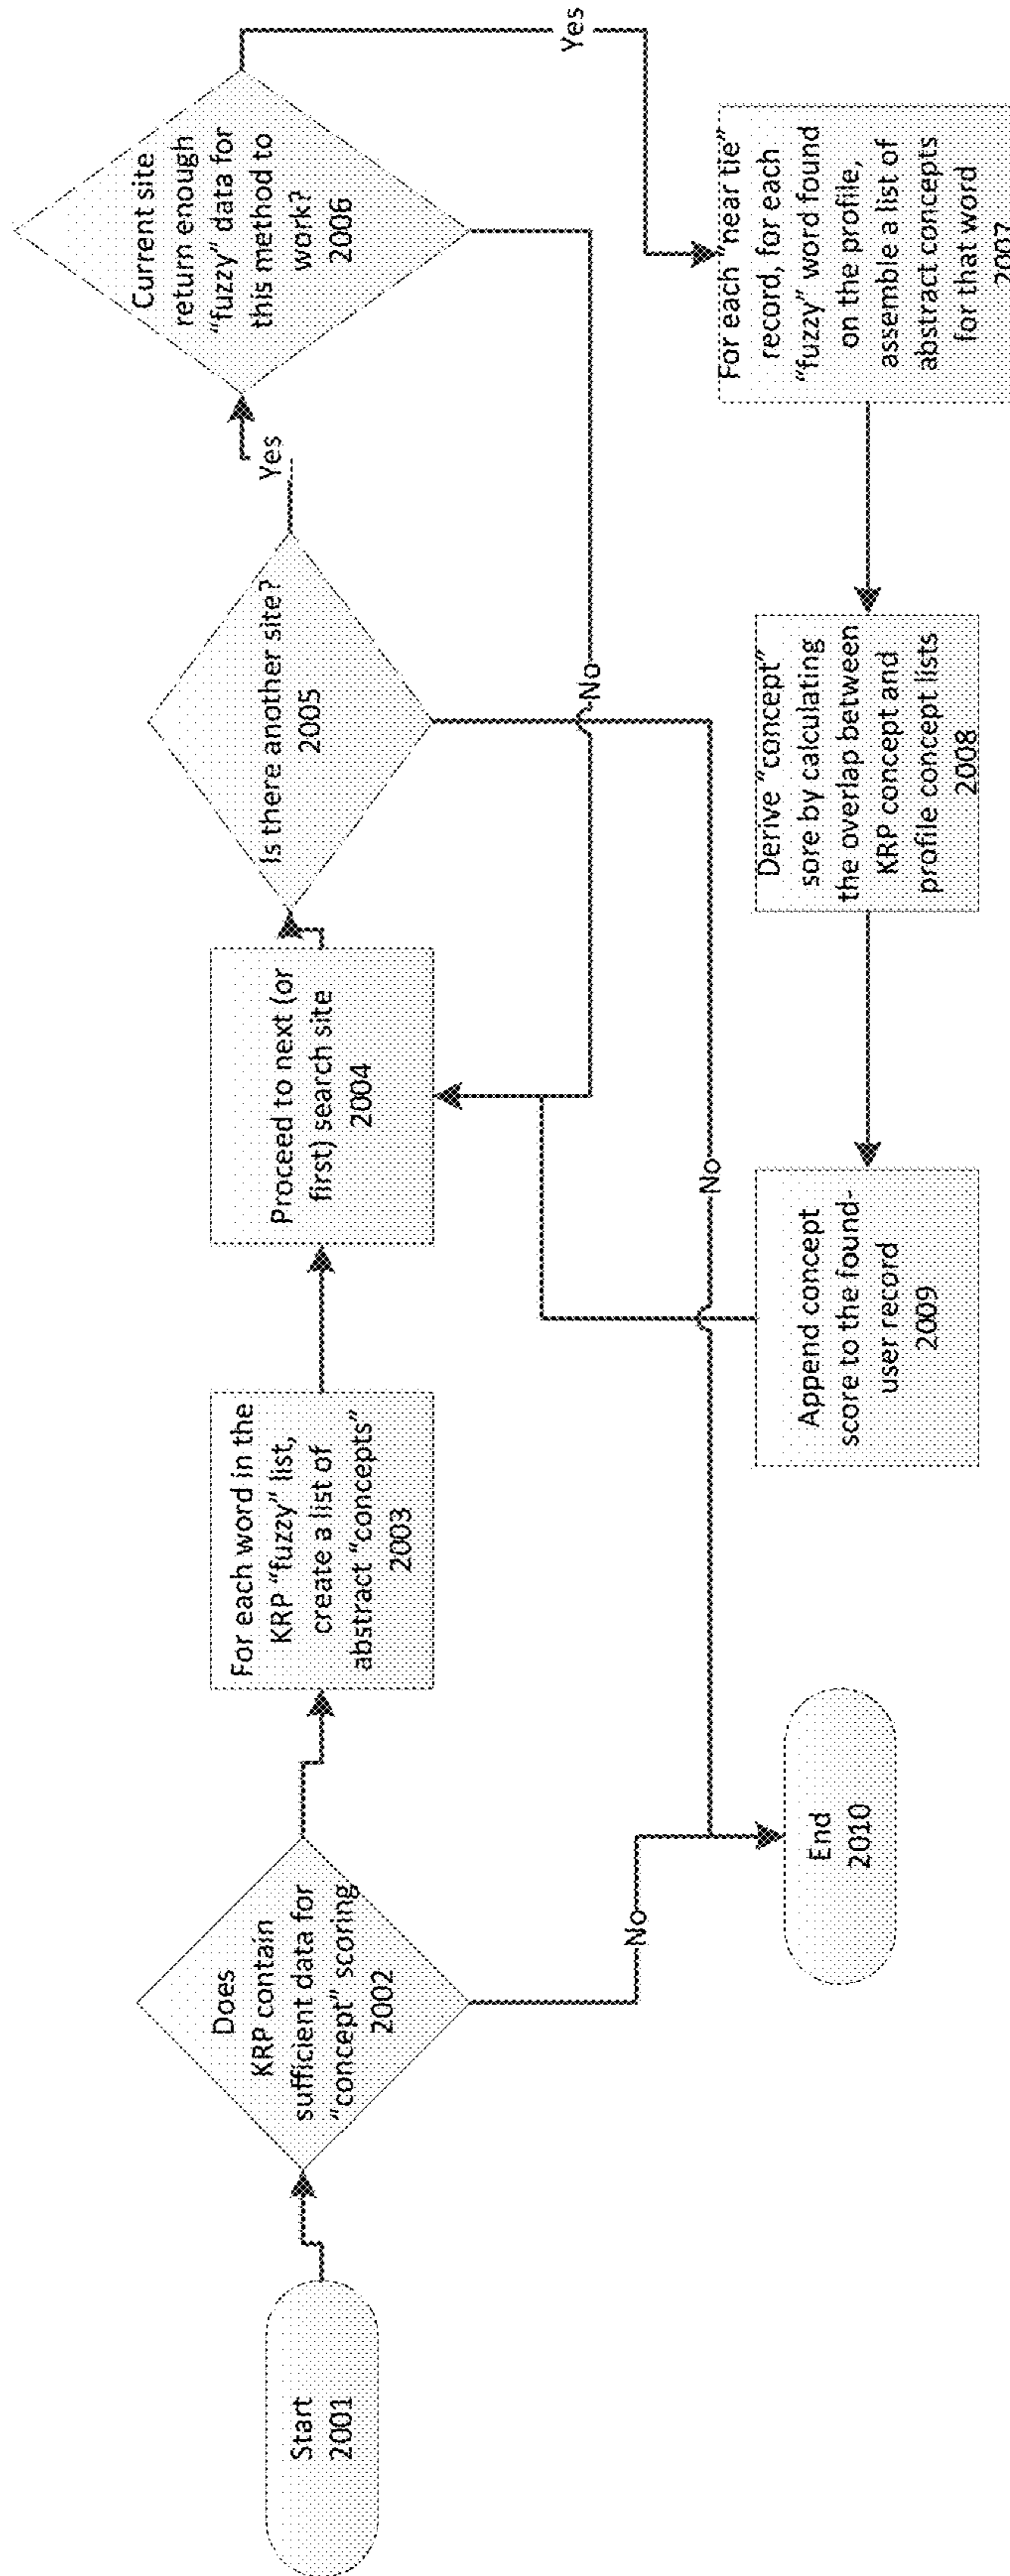 Start
2001
Does
KRP contain
sufficient data for
"concept" scoring
2002
No
For each word in the
KRP "fuzzy" list,
create a list of
abstract "concepts"
2003
Proceed to next (or
first) search site
2004
Is there another site?
2005
Yes
No
Current site
return enough
"fuzzy" data for
this method to
work?
2006
Yes
No
For each "near tie"
record, for each
"fuzzy" word found
on the profile,
assemble a list of
abstract concepts
for that word
2007
Derive "concept"
sore by calculating
the overlap between
KRP concept and
profile concept lists
2008
Append concept
score to the found-
user record
2009
End
2010